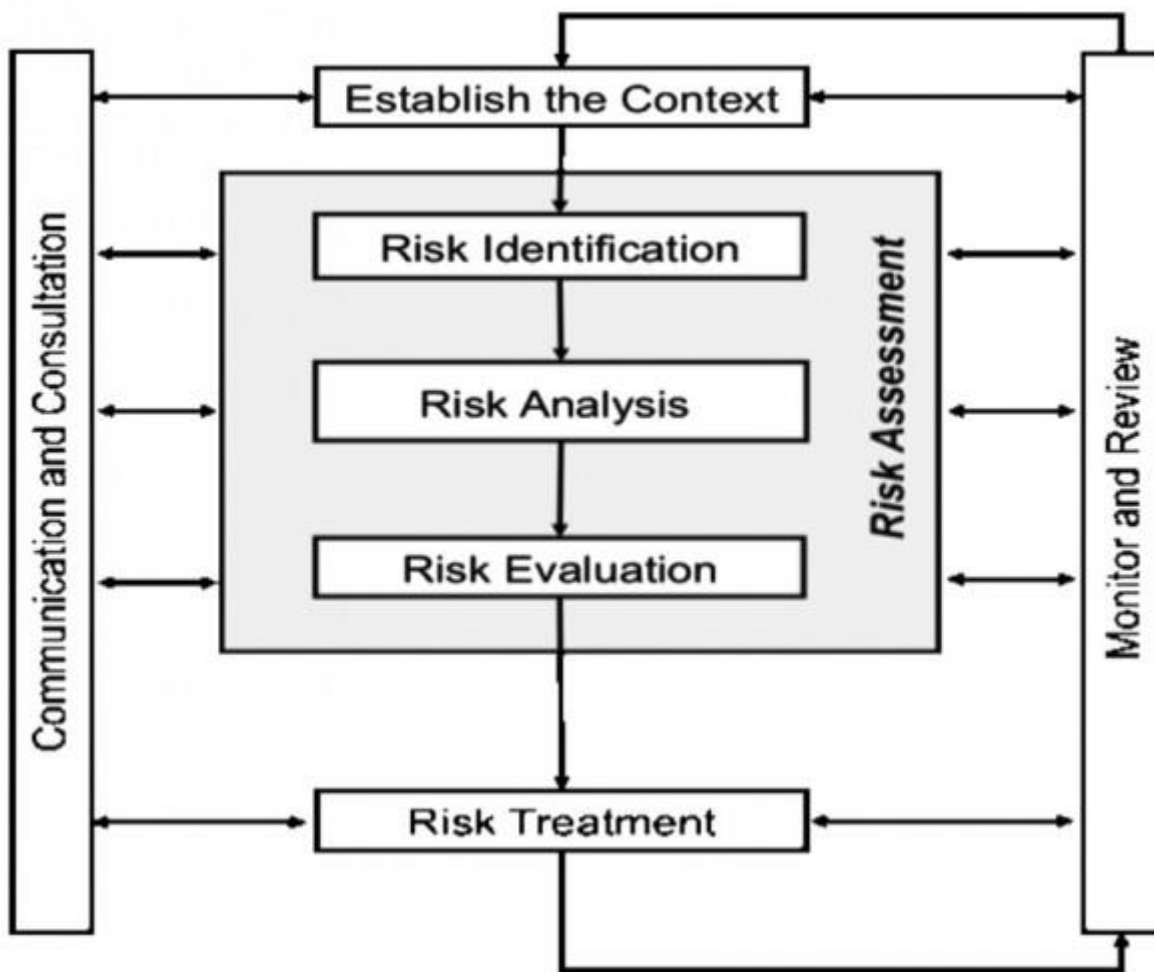 Establish the Context
Communication and Consultation
Risk Identification
Risk Analysis
Risk Evaluation
Risk Assessment
Monitor and Review
Risk Treatment